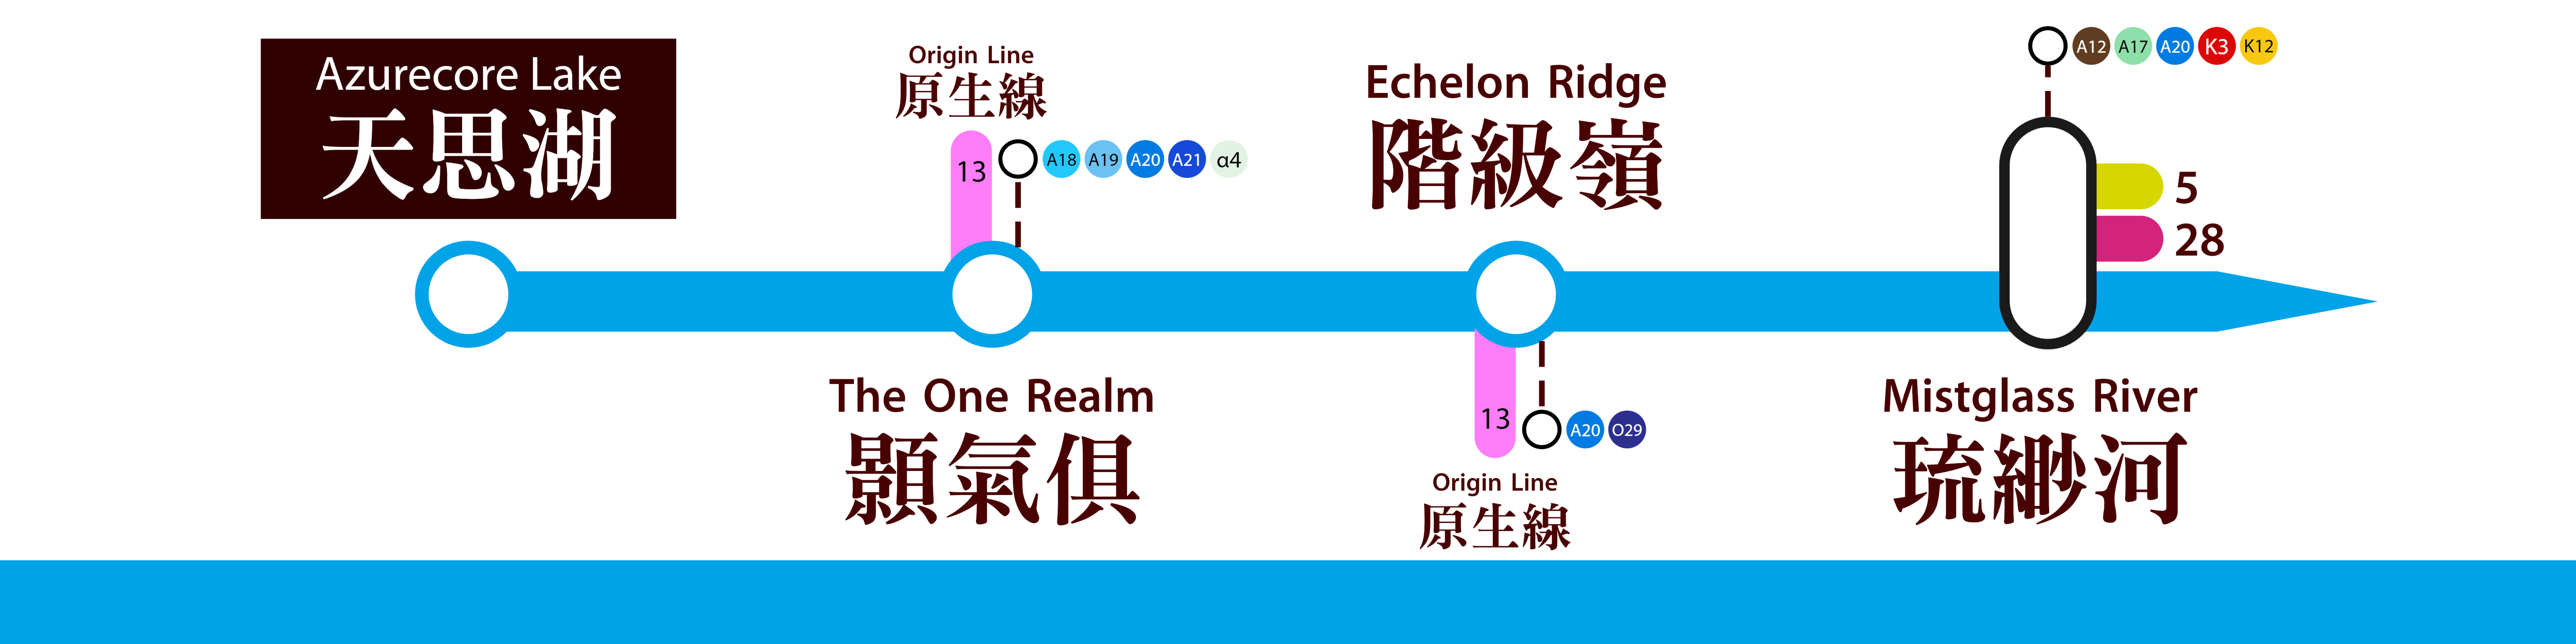 Azurecore Lake
天思湖
Origin Line
原生線
13
A18 A19 A20 A21 α4
The One Realm
顥氣俱
Echelon Ridge
階級嶺
13
A20 O29
Origin Line
原生線
A12 A17 A20 K3 K12
5
28
Mistglass River
琉緲河